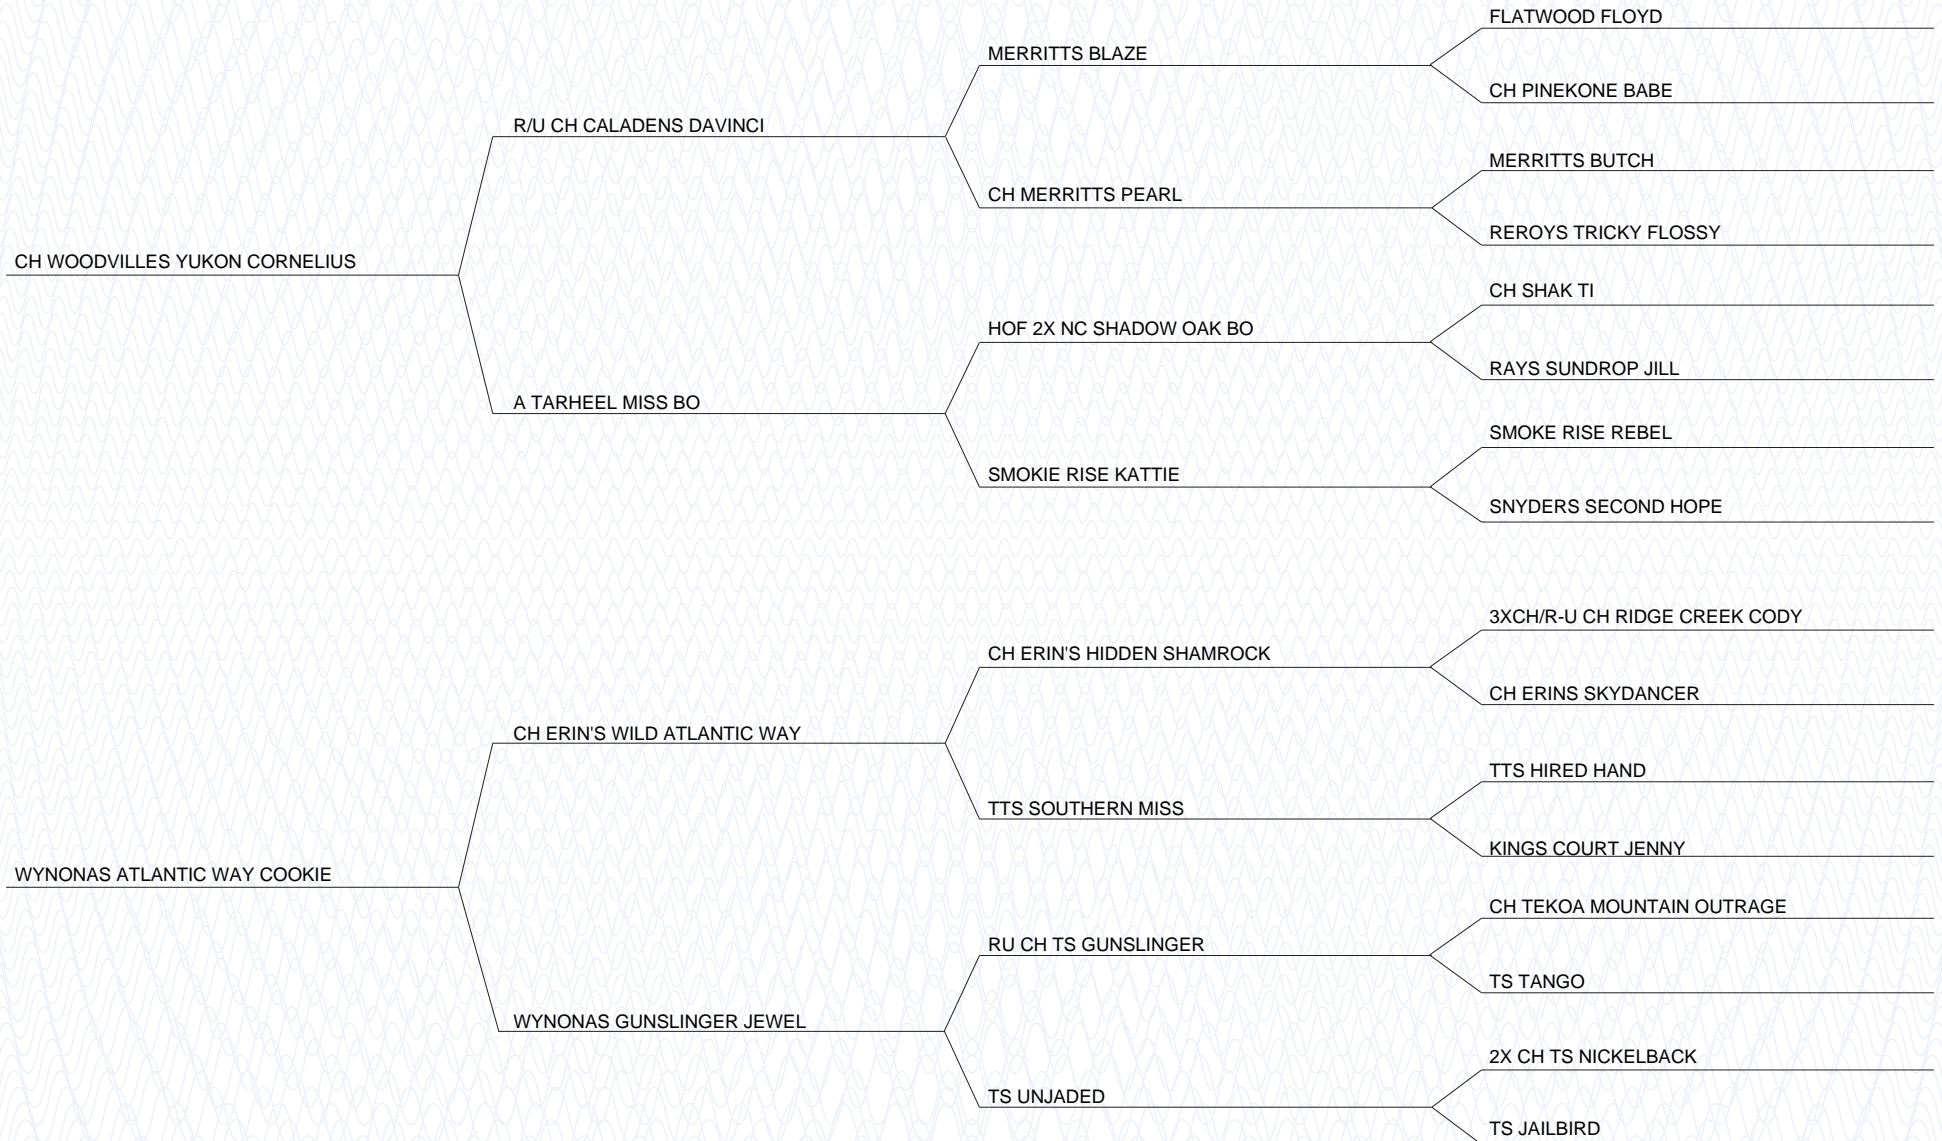 FLATWOOD FLOYD
MERRITTS BLAZE
CH PINEKONE BABE
R/U CH CALADENS DAVINCI
MERRITTS BUTCH
CH MERRITTS PEARL
REROYS TRICKY FLOSSY
CH WOODVILLES YUKON CORNELIUS
CH SHAK TI
HOF 2X NC SHADOW OAK BO
RAYS SUNDROP JILL
A TARHEEL MISS BO
SMOKE RISE REBEL
SMOKIE RISE KATTIE
SNYDERS SECOND HOPE
3XCH/R-U CH RIDGE CREEK CODY
CH ERIN'S HIDDEN SHAMROCK
CH ERINS SKYDANCER
CH ERIN'S WILD ATLANTIC WAY
TTS HIRED HAND
TTS SOUTHERN MISS
KINGS COURT JENNY
WYNONAS ATLANTIC WAY COOKIE
CH TEKOA MOUNTAIN OUTRAGE
RU CH TS GUNSLINGER
TS TANGO
WYNONAS GUNSLINGER JEWEL
2X CH TS NICKELBACK
TS UNJADED
TS JAILBIRD